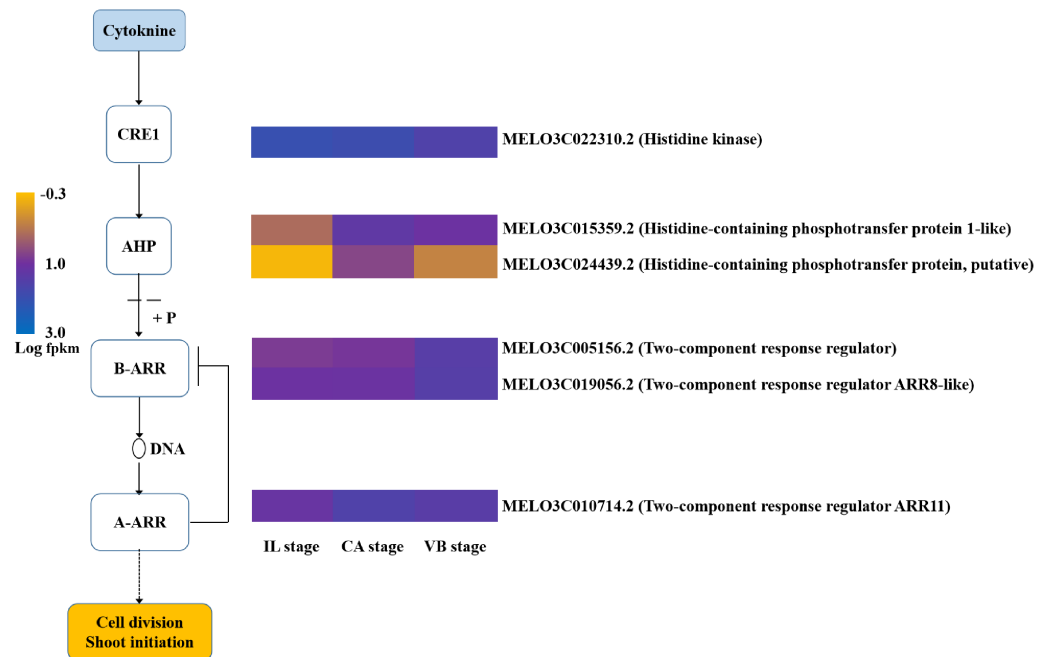 Cytoknine
CRE1
MELO3C022310.2 (Histidine kinase)
-0.3
1.0
3.0
Log fpkm
AHP
MELO3C015359.2 (Histidine-containing phosphotransfer protein 1-like)
MELO3C024439.2 (Histidine-containing phosphotransfer protein, putative)
+ P
B-ARR
MELO3C005156.2 (Two-component response regulator)
MELO3C019056.2 (Two-component response regulator ARR8-like)
DNA
A-ARR
MELO3C010714.2 (Two-component response regulator ARR11)
IL stage CA stage VB stage
Cell division
Shoot initiation